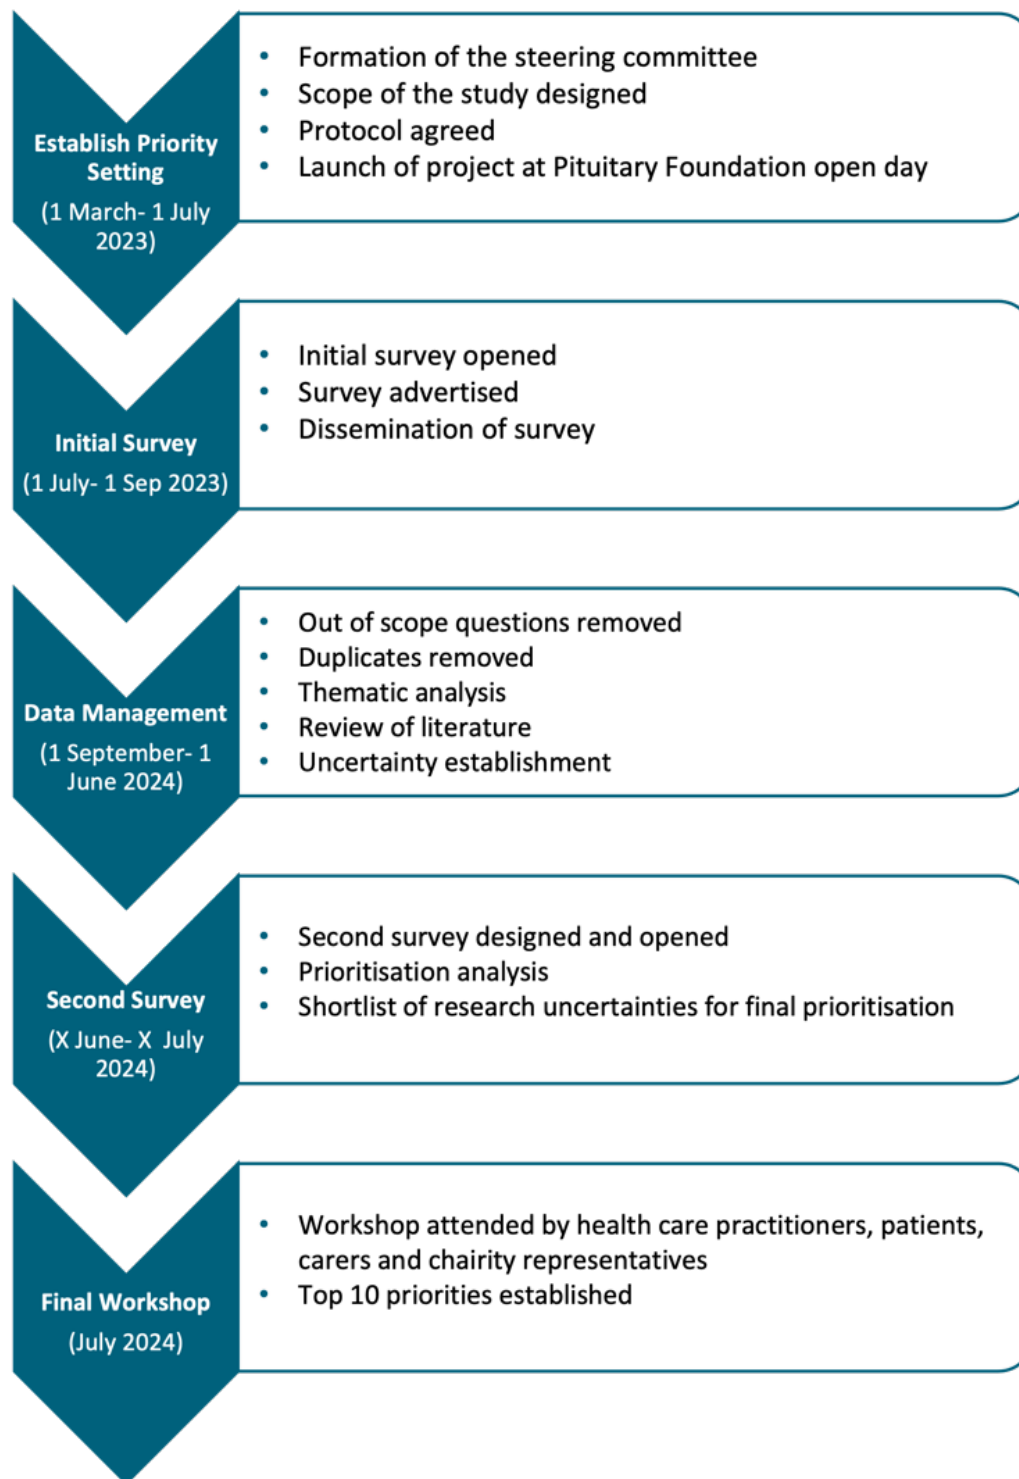 Establish Priority
Setting
(1 March- 1 July
2023)
• Formation of the steering committee
• Scope of the study designed
• Protocol agreed
• Launch of project at Pituitary Foundation open day
Initial Survey
(1 July- 1 Sep 2023)
• Initial survey opened
• Survey advertised
• Dissemination of survey
Data Management
(1 September- 1
June 2024)
• Out of scope questions removed
• Duplicates removed
• Thematic analysis
• Review of literature
• Uncertainty establishment
Second Survey
(X June- X  July
2024)
• Second survey designed and opened
• Prioritisation analysis
• Shortlist of research uncertainties for final prioritisation
Final Workshop
(July 2024)
• Workshop attended by health care practitioners, patients,
carers and chairity representatives
• Top 10 priorities established